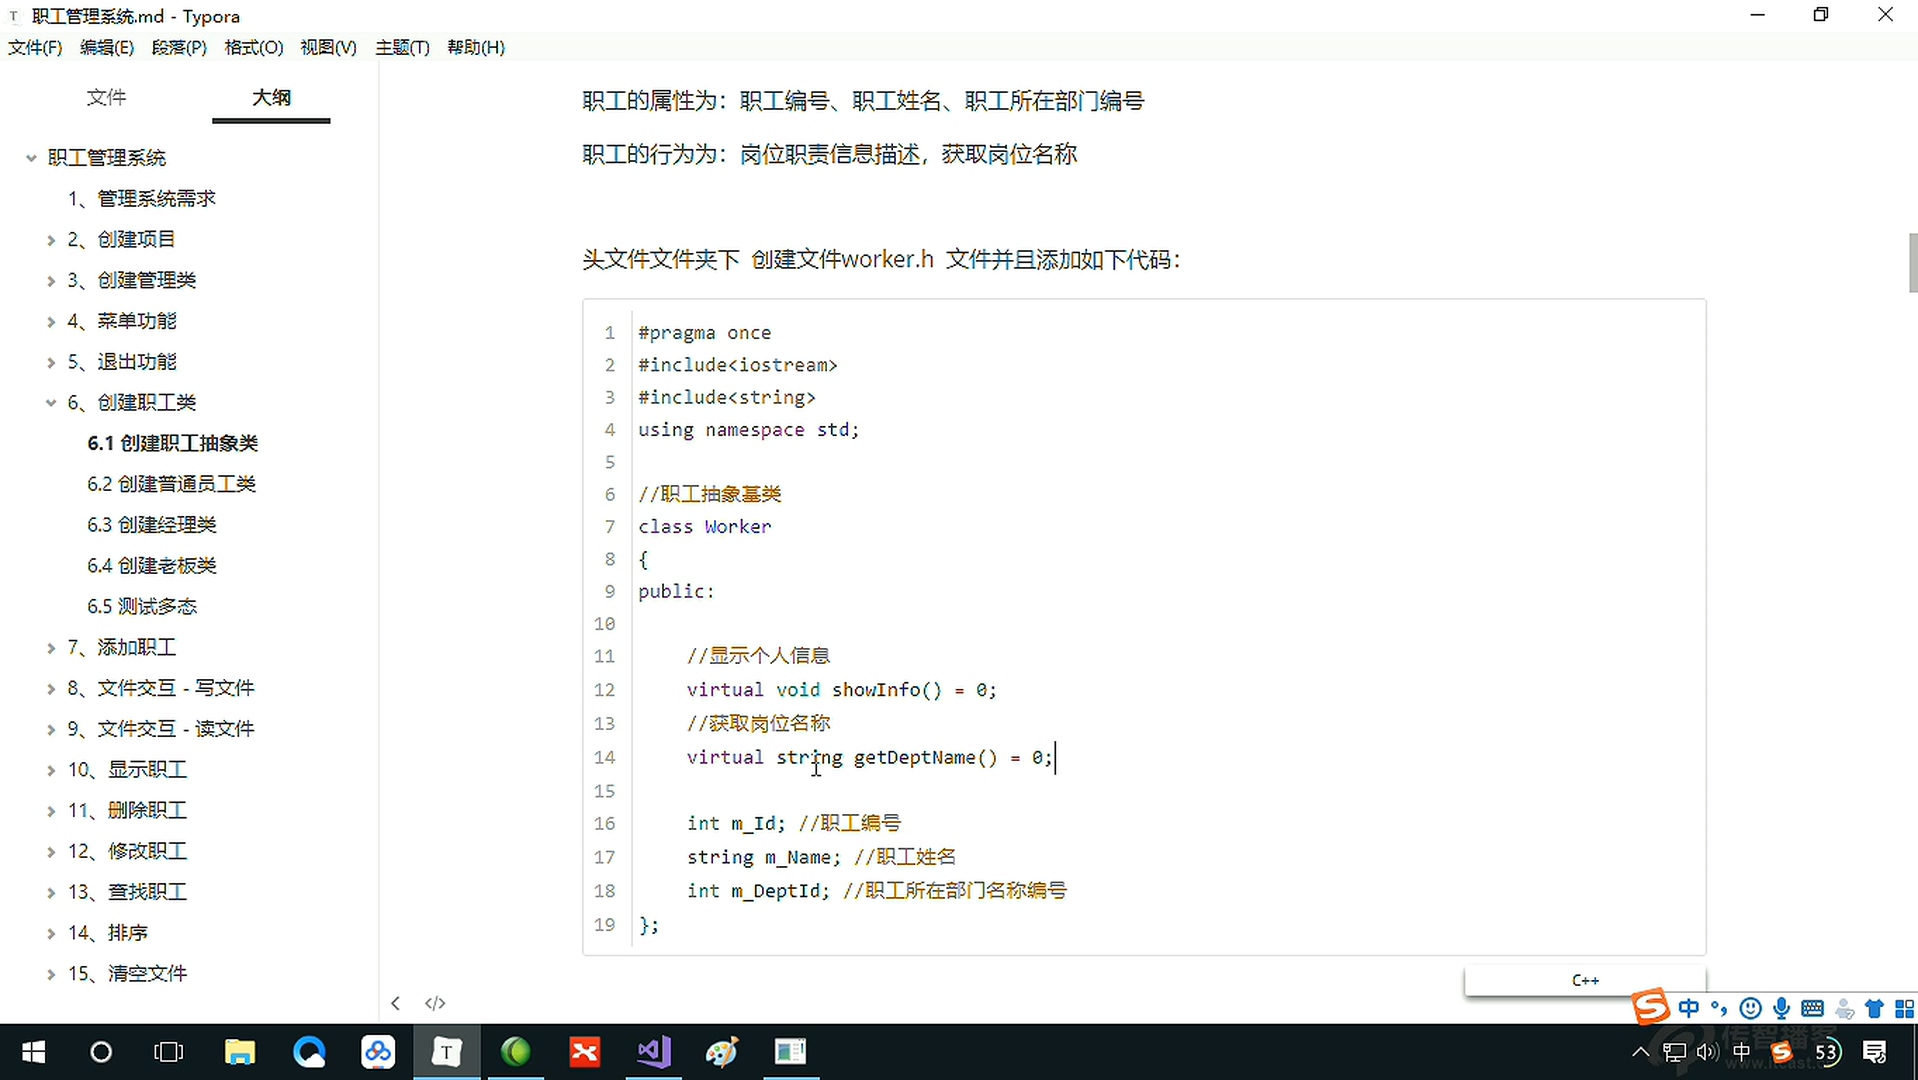 T 职工管理系统.md - Typora
文件(F) 编辑(E) 段落(P) 格式(O) 视图(V) 主题(T) 帮助(H)
文件 大纲
职工管理系统
1、管理系统需求
2、创建项目
3、创建管理类
4、菜单功能
5、退出功能
6、创建职工类
6.1 创建职工抽象类
6.2 创建普通员工类
6.3 创建经理类
6.4 创建老板类
6.5 测试多态
7、添加职工
8、文件交互 - 写文件
9、文件交互 - 读文件
10、显示职工
11、删除职工
12、修改职工
13、查找职工
14、排序
15、清空文件
职工的属性为：职工编号、职工姓名、职工所在部门编号
职工的行为为：岗位职责信息描述，获取岗位名称
头文件文件夹下 创建文件worker.h 文件并且添加如下代码：
1 #pragma once
2 #include<iostream>
3 #include<string>
4 using namespace std;
5
6 //职工抽象基类
7 class Worker
8 {
9 public:
10
11 //显示个人信息
12 virtual void showInfo() = 0;
13 //获取岗位名称
14 virtual string getDeptName() = 0;
15
16 int m_Id; //职工编号
17 string m_Name; //职工姓名
18 int m_DeptId; //职工所在部门名称编号
19 };
C++
</>
S 中
T
中 S 53
传智播客